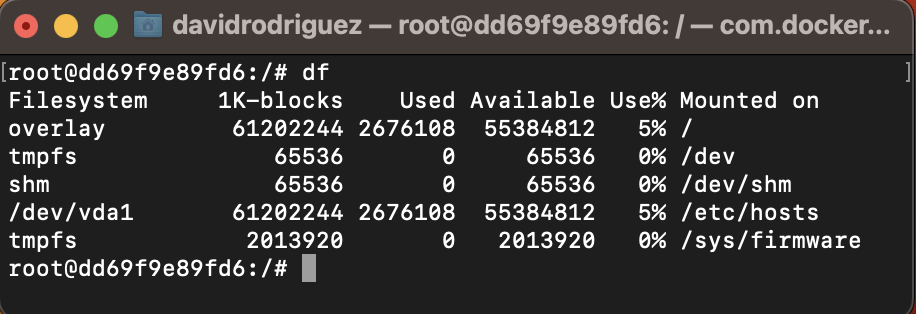 davidrodriguez — root@dd69f9e89fd6: / — com.docker...
[root@dd69f9e89fd6:/# df ]
Filesystem     1K-blocks    Used Available Use% Mounted on
overlay         61202244 2676108  55384812   5% /
tmpfs              65536       0     65536   0% /dev
shm                65536       0     65536   0% /dev/shm
/dev/vda1       61202244 2676108  55384812   5% /etc/hosts
tmpfs            2013920       0   2013920   0% /sys/firmware
root@dd69f9e89fd6:/#